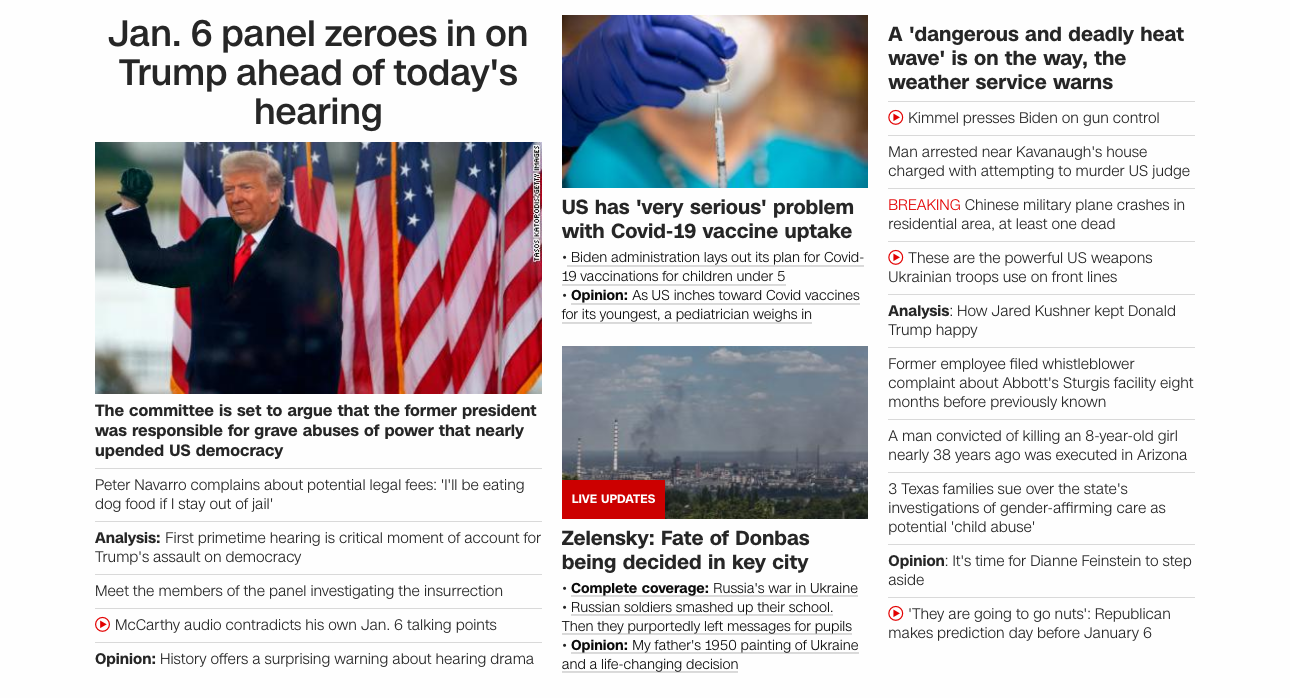 Jan. 6 panel zeroes in on
Trump ahead of today's
hearing
TASOS KATOPODIS/GETTY IMAGES
The committee is set to argue that the former president
was responsible for grave abuses of power that nearly
upended US democracy
Peter Navarro complains about potential legal fees: 'I'll be eating
dog food if I stay out of jail'
Analysis: First primetime hearing is critical moment of account for
Trump's assault on democracy
Meet the members of the panel investigating the insurrection
McCarthy audio contradicts his own Jan. 6 talking points
Opinion: History offers a surprising warning about hearing drama
US has 'very serious' problem
with Covid-19 vaccine uptake
• Biden administration lays out its plan for Covid-
19 vaccinations for children under 5
• Opinion: As US inches toward Covid vaccines
for its youngest, a pediatrician weighs in
LIVE UPDATES
Zelensky: Fate of Donbas
being decided in key city
• Complete coverage: Russia's war in Ukraine
• Russian soldiers smashed up their school.
Then they purportedly left messages for pupils
• Opinion: My father's 1950 painting of Ukraine
and a life-changing decision
A 'dangerous and deadly heat
wave' is on the way, the
weather service warns
Kimmel presses Biden on gun control
Man arrested near Kavanaugh's house
charged with attempting to murder US judge
BREAKING Chinese military plane crashes in
residential area, at least one dead
These are the powerful US weapons
Ukrainian troops use on front lines
Analysis: How Jared Kushner kept Donald
Trump happy
Former employee filed whistleblower
complaint about Abbott's Sturgis facility eight
months before previously known
A man convicted of killing an 8-year-old girl
nearly 38 years ago was executed in Arizona
3 Texas families sue over the state's
investigations of gender-affirming care as
potential 'child abuse'
Opinion: It's time for Dianne Feinstein to step
aside
'They are going to go nuts': Republican
makes prediction day before January 6